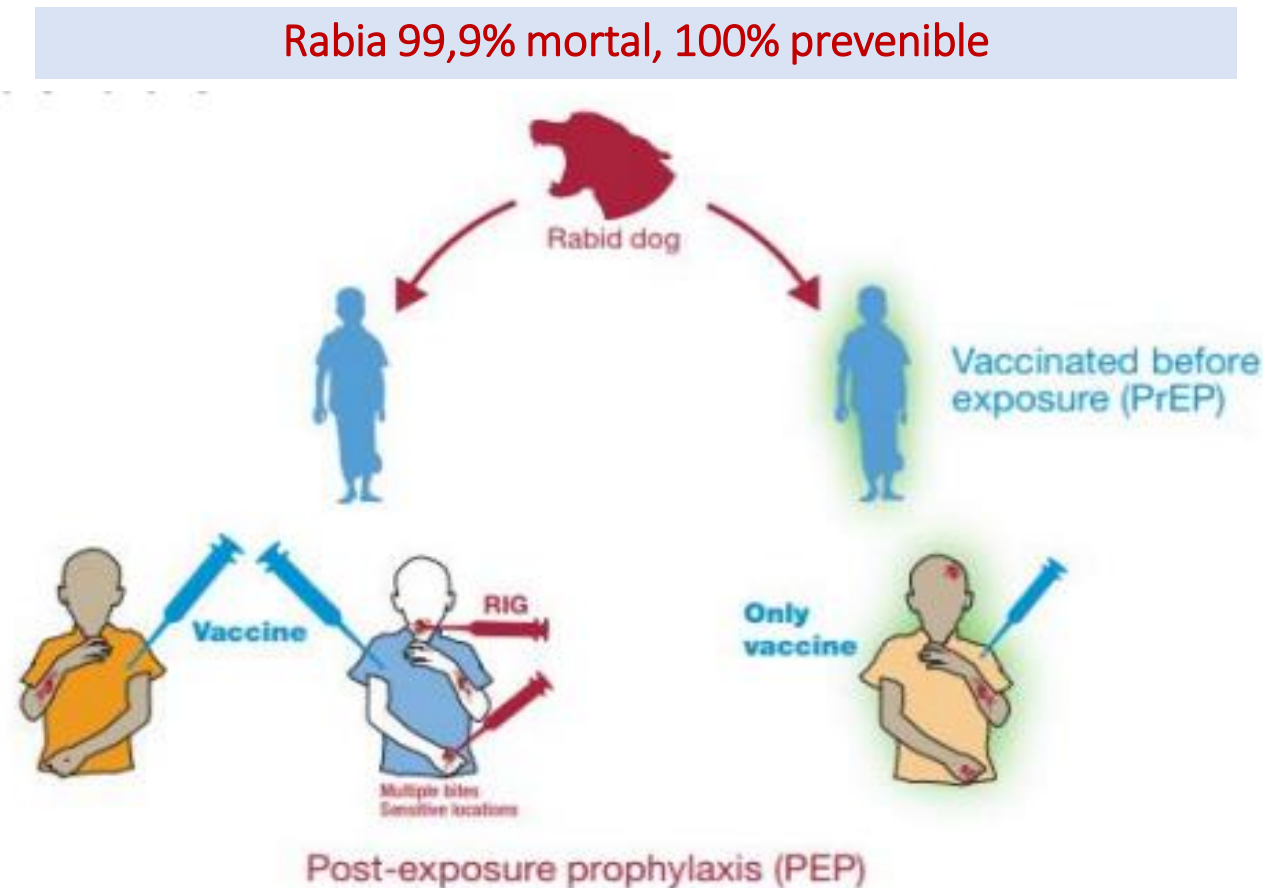 Rabia 99,9% mortal, 100% prevenible
Rabid dog
Vaccinated before
exposure (PrEP)
Vaccine
RIG
Only
vaccine
Multiple bites
Sensitive locations
Post-exposure prophylaxis (PEP)